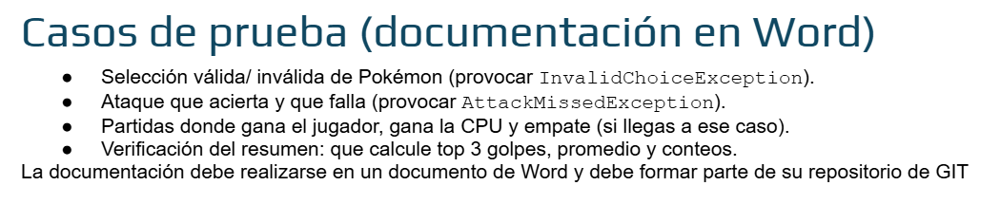 Casos de prueba (documentación en Word)
● Selección válida/ inválida de Pokémon (provocar InvalidChoiceException).
● Ataque que acierta y que falla (provocar AttackMissedException).
● Partidas donde gana el jugador, gana la CPU y empate (si llegas a ese caso).
● Verificación del resumen: que calcule top 3 golpes, promedio y conteos.
La documentación debe realizarse en un documento de Word y debe formar parte de su repositorio de GIT